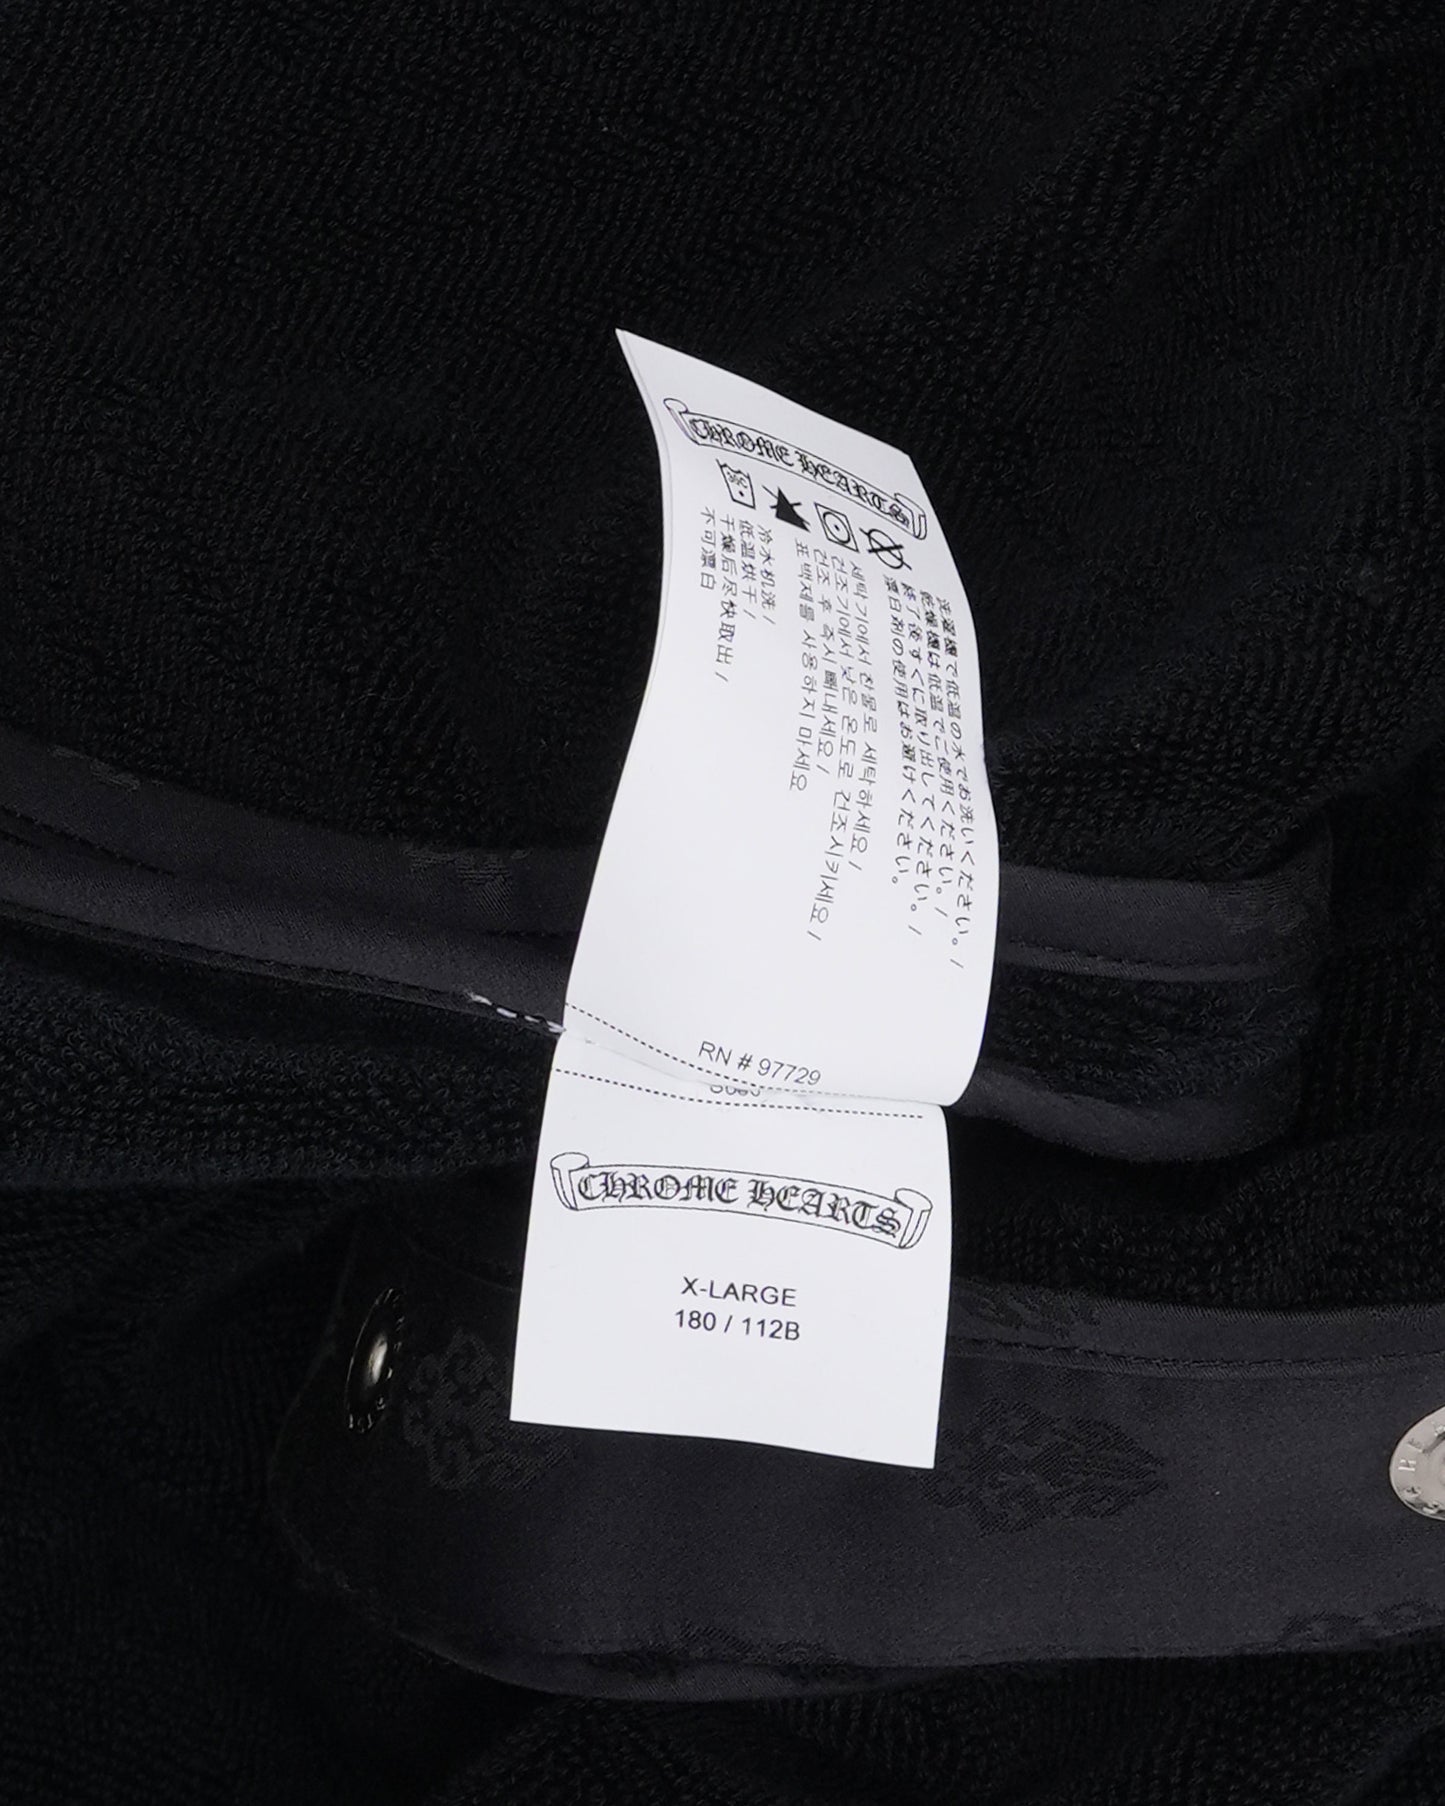 CHROME HEARTS
洗濯機で低温の水でお洗いください。/
乾燥機は低温でご使用ください。/
終了後すぐに取り出してください。/
漂白剤の使用はお避けください。
세탁기에서 찬물로 세탁하세요 /
건조기에서 낮은 온도로 건조시키세요 /
건조 후 즉시 빼내세요 /
표백제를 사용하지 마세요
冷水机洗 /
低温烘干 /
干燥后尽快取出 /
不可漂白
RN # 97729
CHROME HEARTS
X-LARGE
180 / 112B